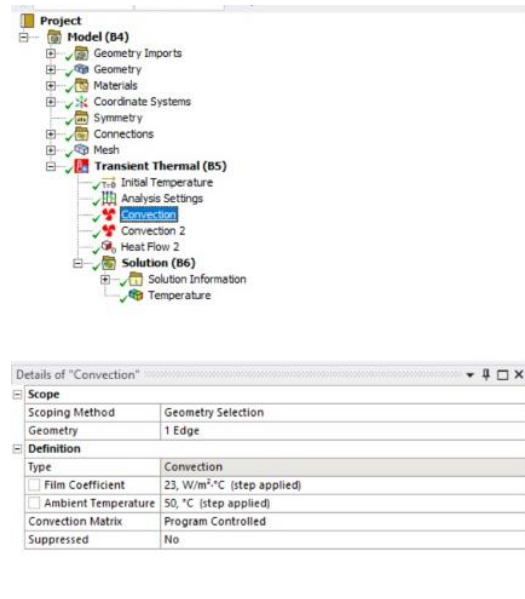 Project
Model (B4)
Geometry Imports
Geometry
Materials
Coordinate Systems
Symmetry
Connections
Mesh
Transient Thermal (B5)
T=0 Initial Temperature
Analysis Settings
Convection
Convection 2
Heat Flow 2
Solution (B6)
Solution Information
Temperature
Details of "Convection"
Scope
Scoping Method Geometry Selection
Geometry 1 Edge
Definition
Type Convection
Film Coefficient 23, W/m²·°C (step applied)
Ambient Temperature 50, °C (step applied)
Convection Matrix Program Controlled
Suppressed No